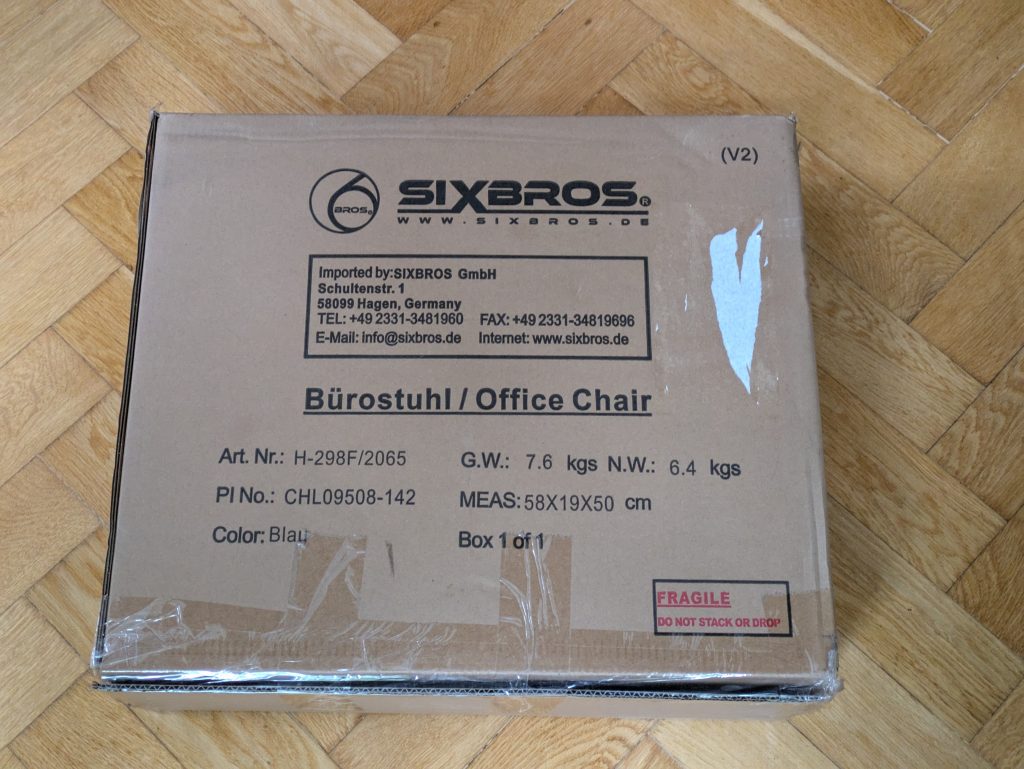 (V2)
6
BROS®
SIXBROS®
WWW.SIXBROS.DE
Imported by:SIXBROS GmbH
Schultenstr. 1
58099 Hagen, Germany
TEL: +49 2331-3481960 FAX: +49 2331-34819696
E-Mail: info@sixbros.de Internet: www.sixbros.de
Bürostuhl / Office Chair
Art. Nr.: H-298F/2065 G.W.: 7.6 kgs N.W.: 6.4 kgs
PI No.: CHL09508-142 MEAS: 58X19X50 cm
Color: Blau Box 1 of 1
FRAGILE
DO NOT STACK OR DROP